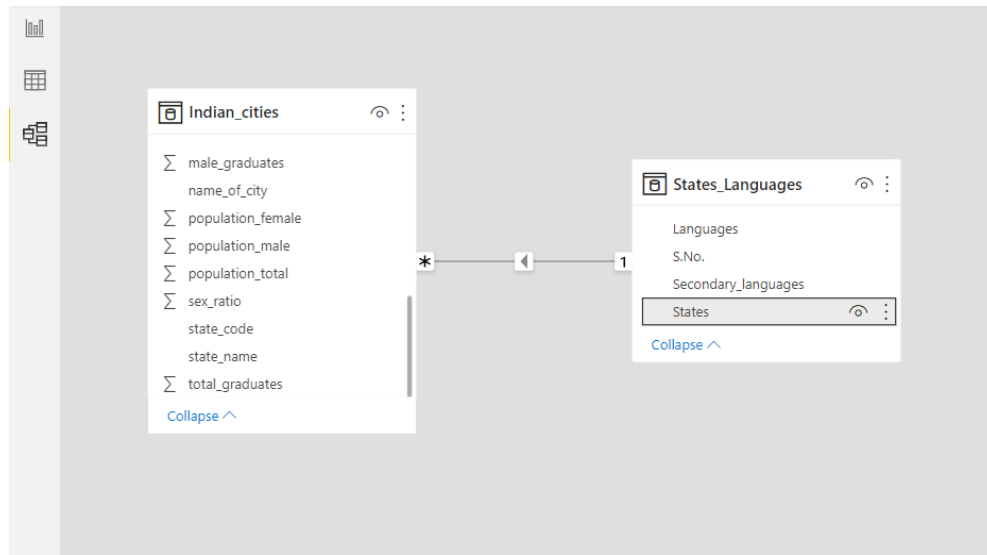 Indian_cities
male_graduates
name_of_city
population_female
population_male
population_total
sex_ratio
state_code
state_name
total_graduates
Collapse
*
1
States_Languages
Languages
S.No.
Secondary_languages
States
Collapse